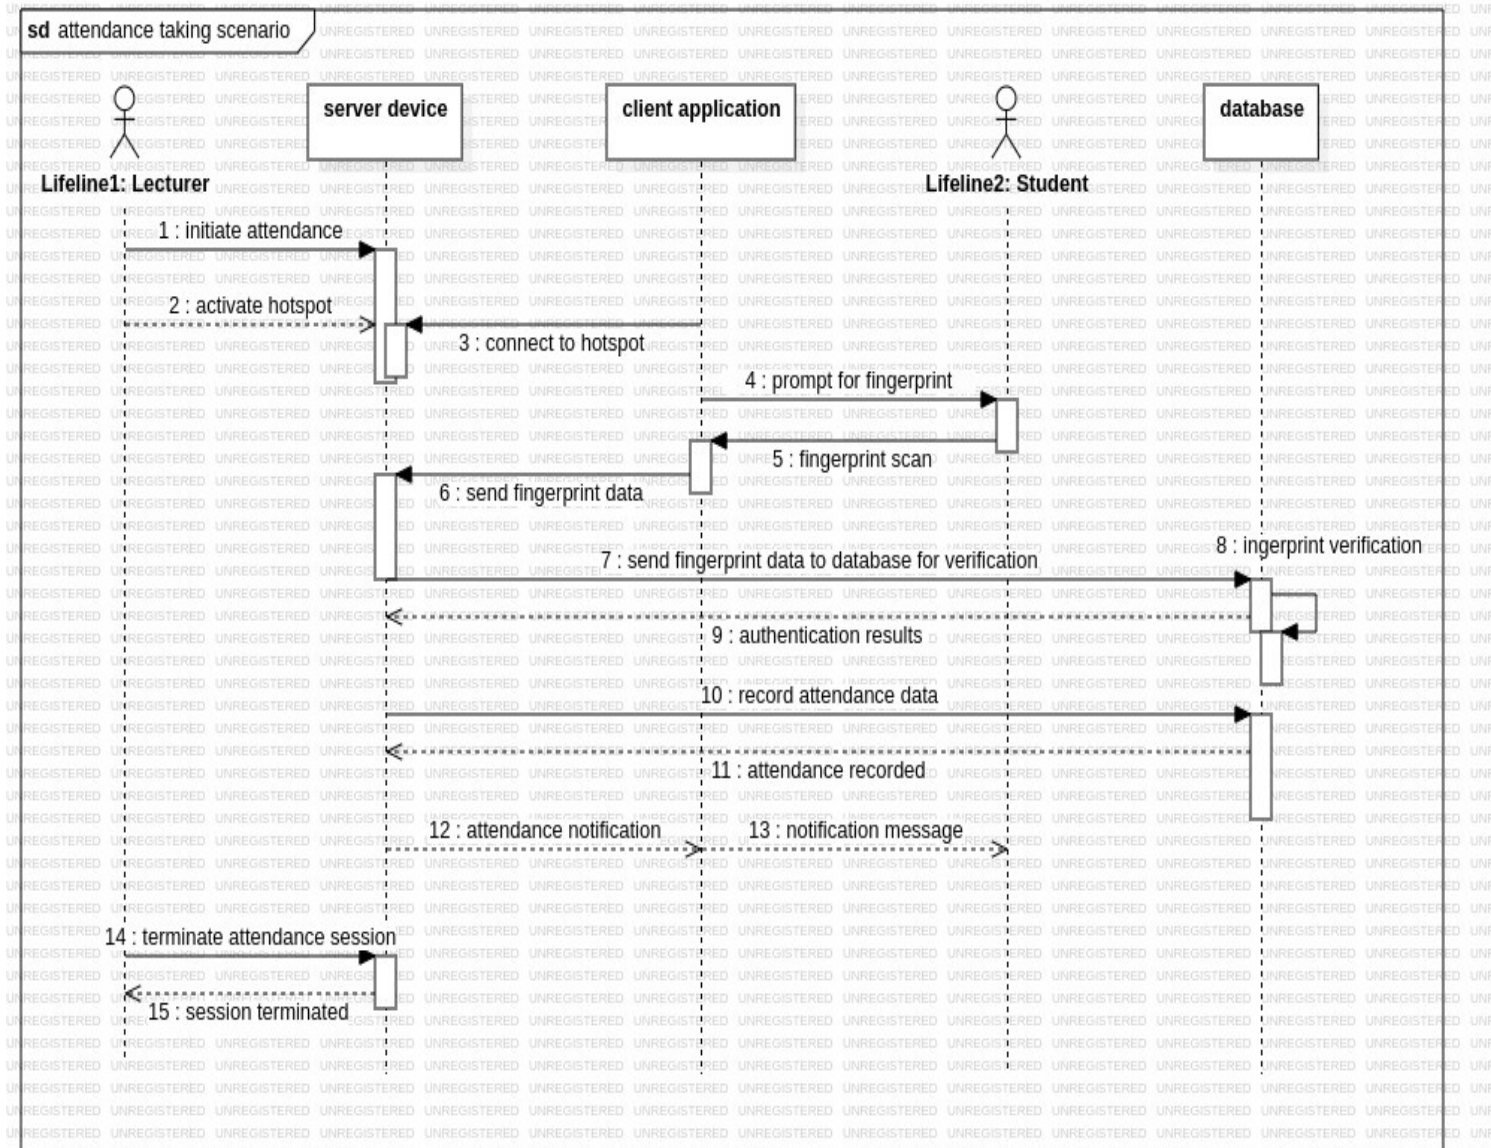 sd attendance taking scenario
server device
client application
database
Lifeline1: Lecturer
Lifeline2: Student
1 : initiate attendance
2 : activate hotspot
3 : connect to hotspot
4 : prompt for fingerprint
5 : fingerprint scan
6 : send fingerprint data
8 : ingerprint verification
7 : send fingerprint data to database for verification
9 : authentication results
10 : record attendance data
11 : attendance recorded
12 : attendance notification
13 : notification message
14 : terminate attendance session
15 : session terminated
UNREGISTERED